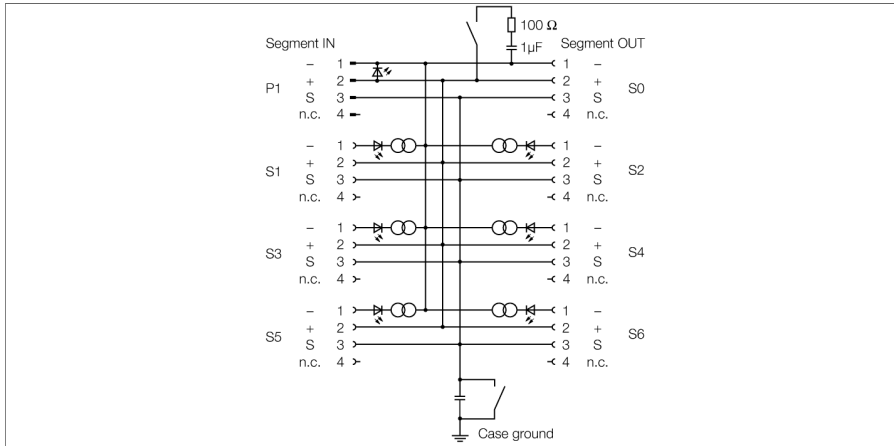 100 Ω
Segment IN 1µF Segment OUT
– 1 1 –
P1 + 2 2 + S0
S 3 3 S
n.c. 4 4 n.c.
– 1 1 –
S1 + 2 2 + S2
S 3 3 S
n.c. 4 4 n.c.
– 1 1 –
S3 + 2 2 + S4
S 3 3 S
n.c. 4 4 n.c.
– 1 1 –
S5 + 2 2 + S6
S 3 3 S
n.c. 4 4 n.c.
Case ground